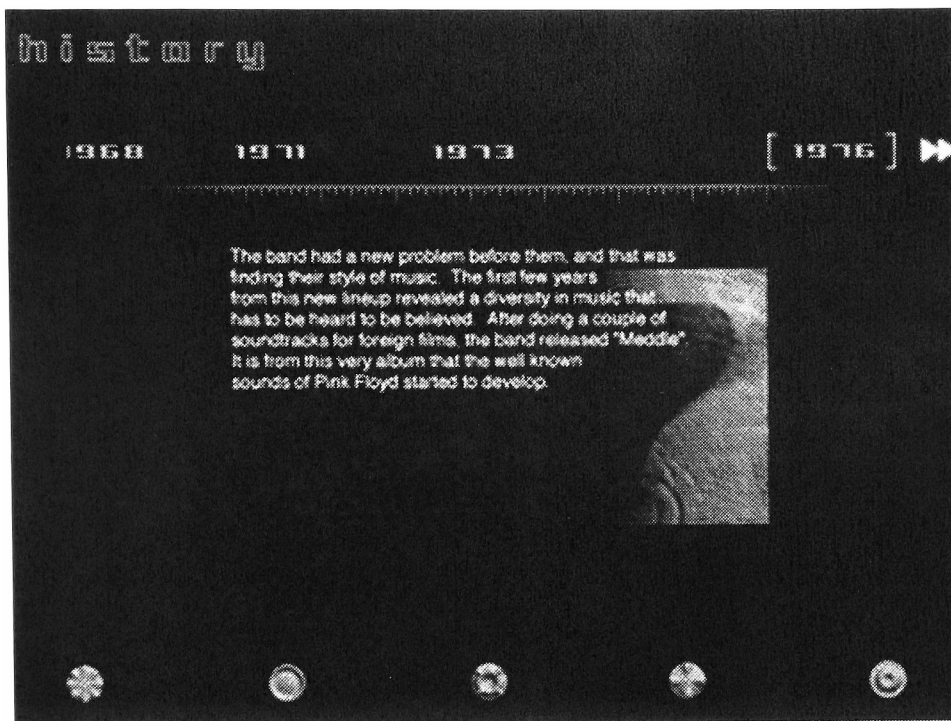 history
1968 1971 1973 [ 1976 ]
The band had a new problem before them, and that was
finding their style of music. The first few years
from this new lineup revealed a diversity in music that
has to be heard to be believed. After doing a couple of
soundtracks for foreign films, the band released "Meddle".
It is from this very album that the well known
sounds of Pink Floyd started to develop.